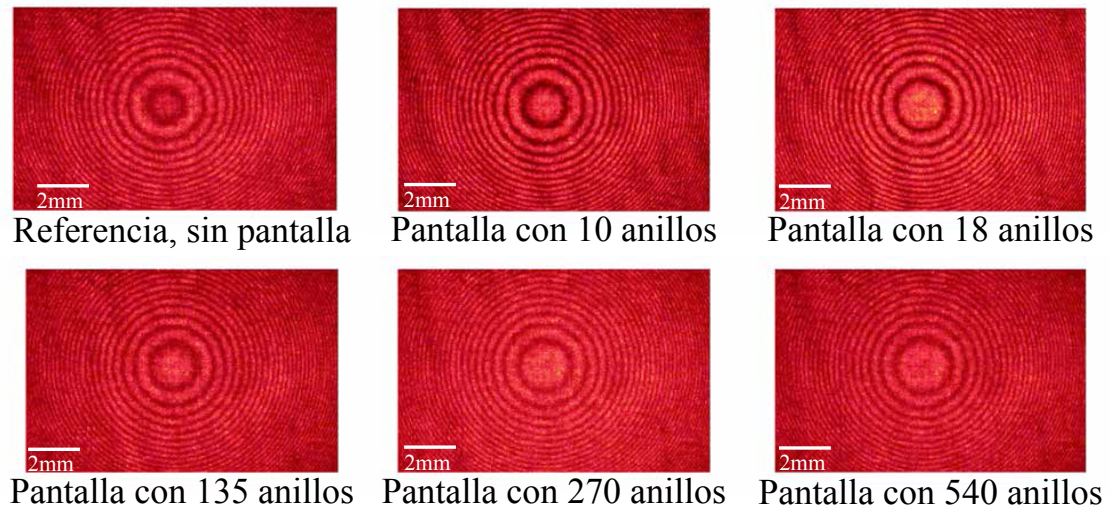 2mm
2mm
2mm
Referencia, sin pantalla
Pantalla con 10 anillos
Pantalla con 18 anillos
2mm
2mm
2mm
Pantalla con 135 anillos
Pantalla con 270 anillos
Pantalla con 540 anillos